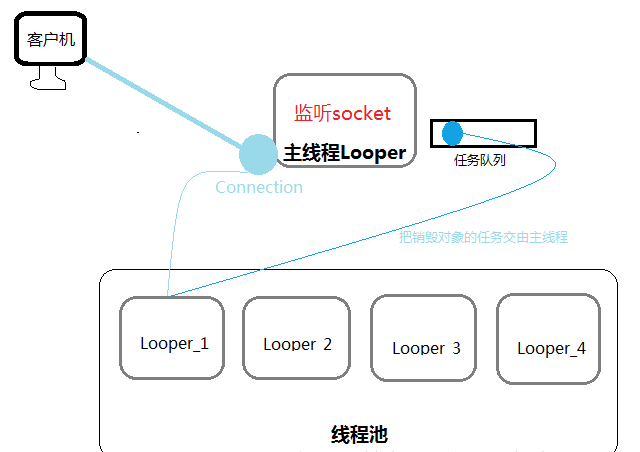 客户机
监听socket
主线程Looper
任务队列
Connection
把销毁对象的任务交由主线程
Looper_1
Looper 2
Looper 3
Looper_4
线程池